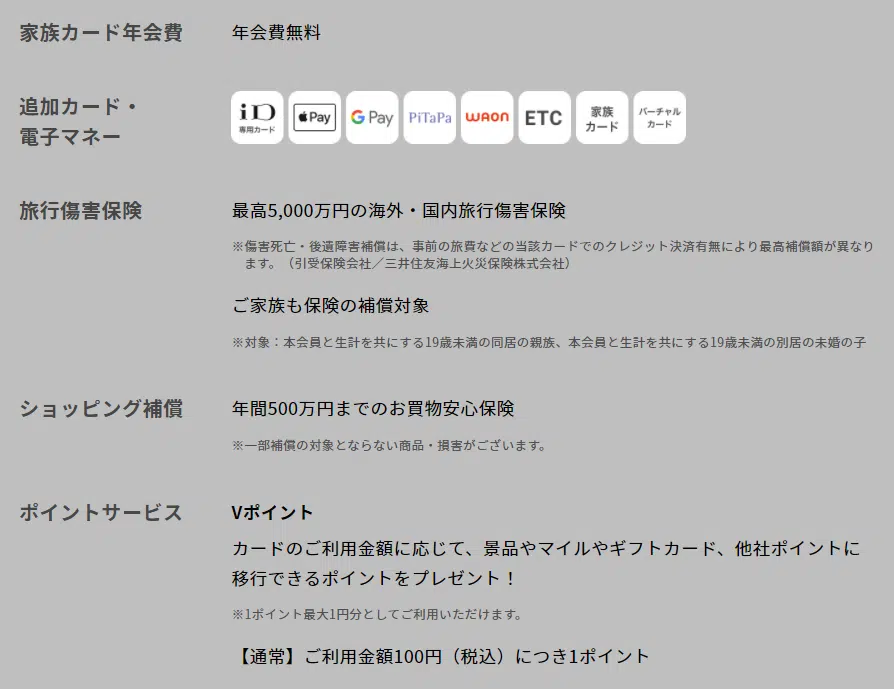 家族カード年会費
年会費無料
追加カード・
電子マネー
iD
専用カード
Pay
G Pay
PiTaPa
WAON
ETC
家族
カード
バーチャル
カード
旅行傷害保険
最高5,000万円の海外・国内旅行傷害保険
※傷害死亡・後遺障害補償は、事前の旅費などの当該カードでのクレジット決済有無により最高補償額が異なり
ます。（引受保険会社／三井住友海上火災保険株式会社）
ご家族も保険の補償対象
※対象：本会員と生計を共にする19歳未満の同居の親族、本会員と生計を共にする19歳未満の別居の未婚の子
ショッピング補償
年間500万円までのお買物安心保険
※一部補償の対象とならない商品・損害がございます。
ポイントサービス
Vポイント
カードのご利用金額に応じて、景品やマイルやギフトカード、他社ポイントに
移行できるポイントをプレゼント！
※1ポイント最大1円分としてご利用いただけます。
【通常】ご利用金額100円（税込）につき1ポイント